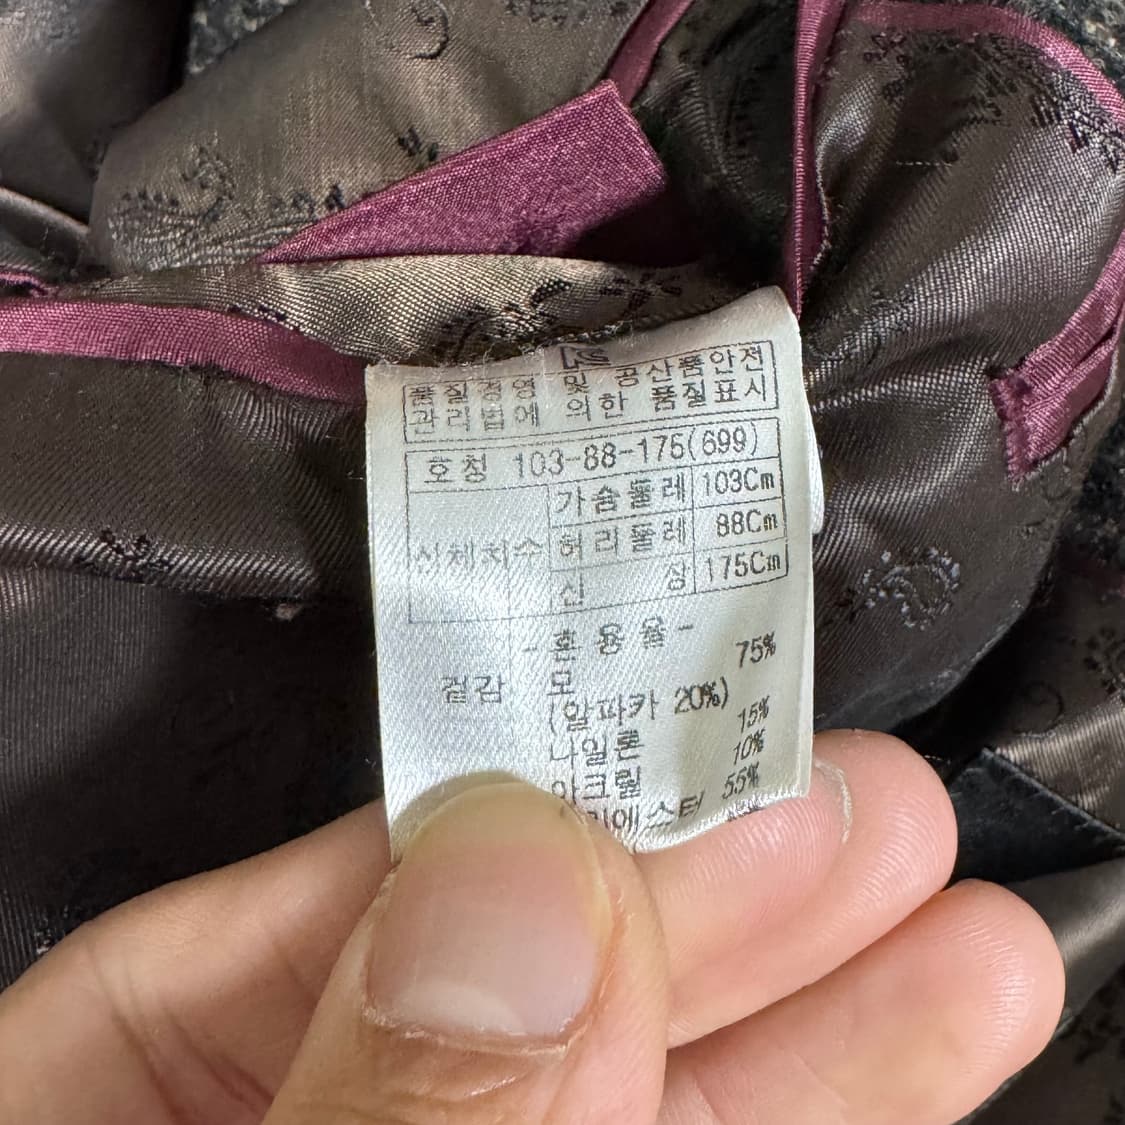 품질경영 및 공산품안전
관리법에 의한 품질표시
호칭 103-88-175(699)
가슴둘레 103Cm
신체치수 허리둘레 88Cm
신 장 175Cm
- 혼 용 율 -
겉감 모 75%
(알파카 20%)
나일론 15%
아크릴 10%
55%